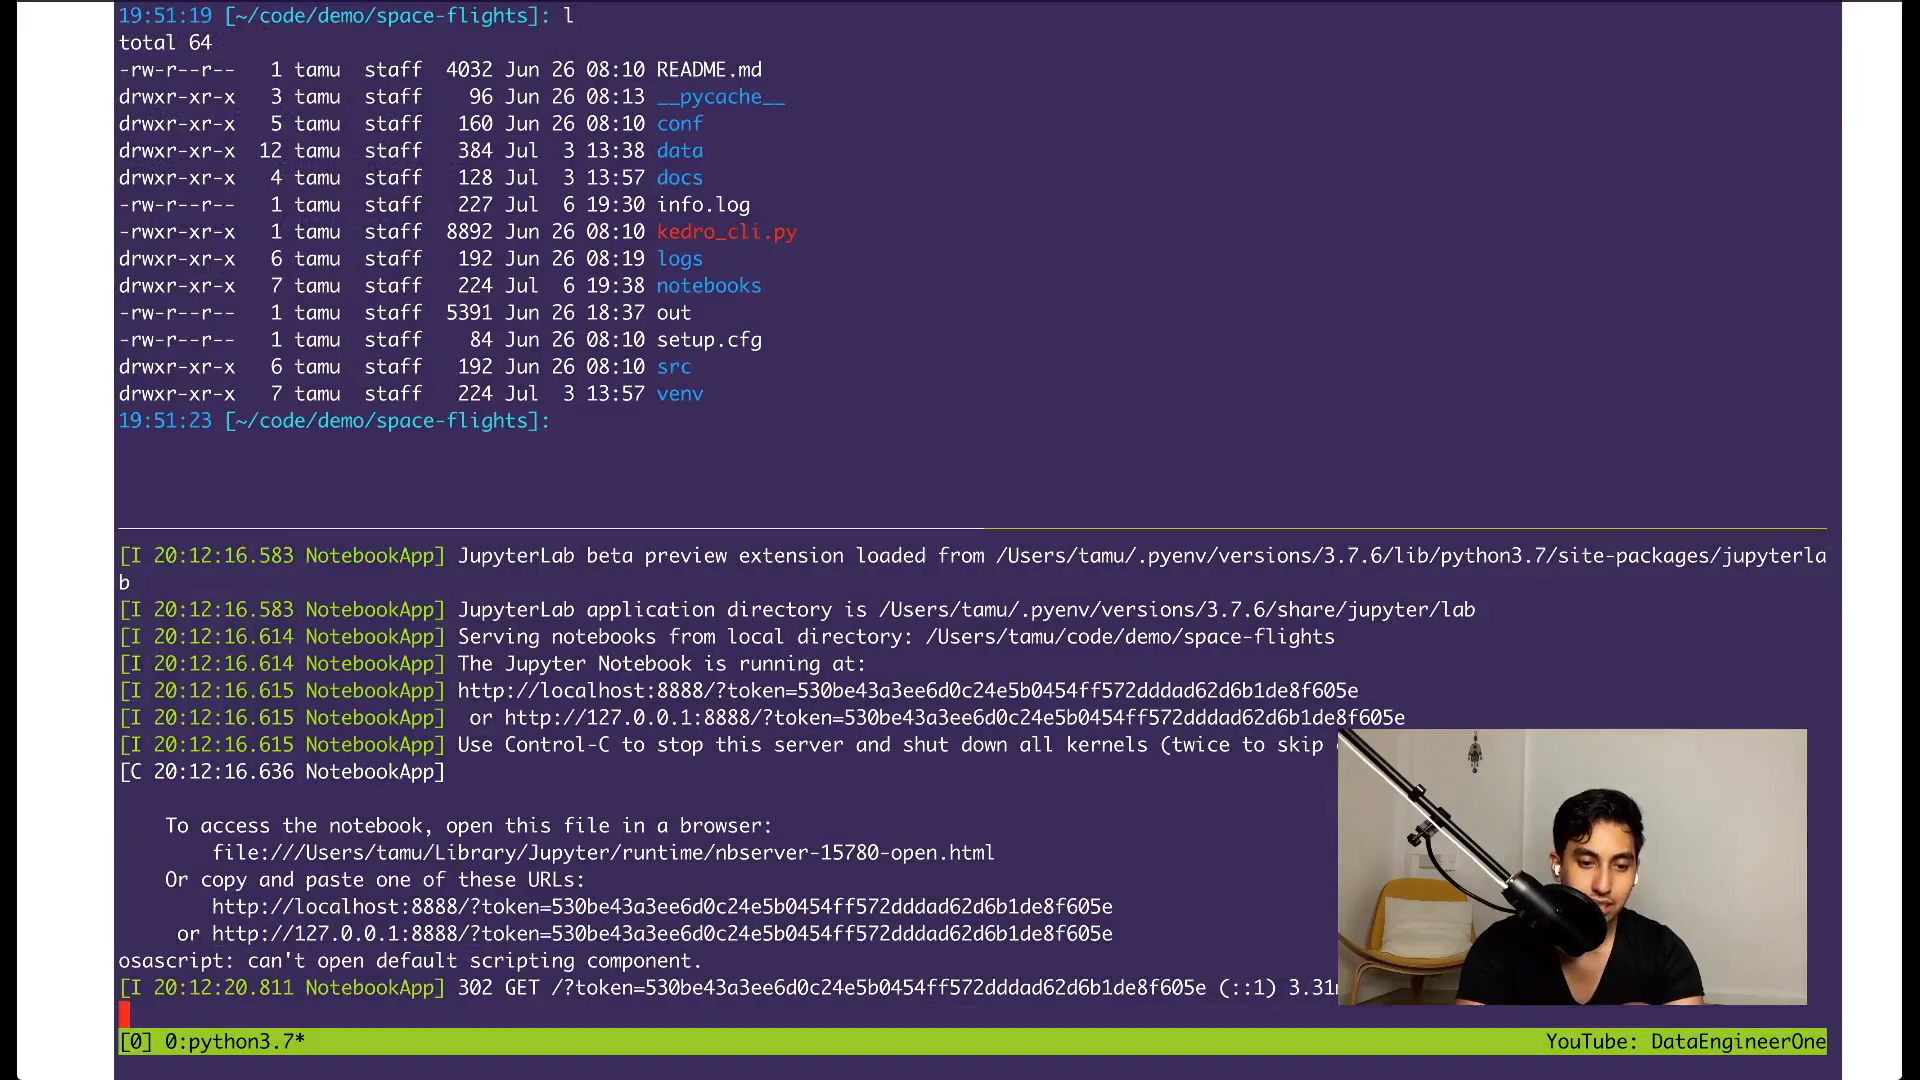 19:51:19 [~/code/demo/space-flights]: l
total 64
-rw-r--r-- 1 tamu staff 4032 Jun 26 08:10 README.md
drwxr-xr-x 3 tamu staff 96 Jun 26 08:13 __pycache__
drwxr-xr-x 5 tamu staff 160 Jun 26 08:10 conf
drwxr-xr-x 12 tamu staff 384 Jul 3 13:38 data
drwxr-xr-x 4 tamu staff 128 Jul 3 13:57 docs
-rw-r--r-- 1 tamu staff 227 Jul 6 19:30 info.log
-rwxr-xr-x 1 tamu staff 8892 Jun 26 08:10 kedro_cli.py
drwxr-xr-x 6 tamu staff 192 Jun 26 08:19 logs
drwxr-xr-x 7 tamu staff 224 Jul 6 19:38 notebooks
-rw-r--r-- 1 tamu staff 5391 Jun 26 18:37 out
-rw-r--r-- 1 tamu staff 84 Jun 26 08:10 setup.cfg
drwxr-xr-x 6 tamu staff 192 Jun 26 08:10 src
drwxr-xr-x 7 tamu staff 224 Jul 3 13:57 venv
19:51:23 [~/code/demo/space-flights]:
[I 20:12:16.583 NotebookApp] JupyterLab beta preview extension loaded from /Users/tamu/.pyenv/versions/3.7.6/lib/python3.7/site-packages/jupyterla
b
[I 20:12:16.583 NotebookApp] JupyterLab application directory is /Users/tamu/.pyenv/versions/3.7.6/share/jupyter/lab
[I 20:12:16.614 NotebookApp] Serving notebooks from local directory: /Users/tamu/code/demo/space-flights
[I 20:12:16.614 NotebookApp] The Jupyter Notebook is running at:
[I 20:12:16.615 NotebookApp] http://localhost:8888/?token=530be43a3ee6d0c24e5b0454ff572dddad62d6b1de8f605e
[I 20:12:16.615 NotebookApp] or http://127.0.0.1:8888/?token=530be43a3ee6d0c24e5b0454ff572dddad62d6b1de8f605e
[I 20:12:16.615 NotebookApp] Use Control-C to stop this server and shut down all kernels (twice to skip
[C 20:12:16.636 NotebookApp]
To access the notebook, open this file in a browser:
file:///Users/tamu/Library/Jupyter/runtime/nbserver-15780-open.html
Or copy and paste one of these URLs:
http://localhost:8888/?token=530be43a3ee6d0c24e5b0454ff572dddad62d6b1de8f605e
or http://127.0.0.1:8888/?token=530be43a3ee6d0c24e5b0454ff572dddad62d6b1de8f605e
osascript: can't open default scripting component.
[I 20:12:20.811 NotebookApp] 302 GET /?token=530be43a3ee6d0c24e5b0454ff572dddad62d6b1de8f605e (::1) 3.31
[0] 0:python3.7* YouTube: DataEngineerOne